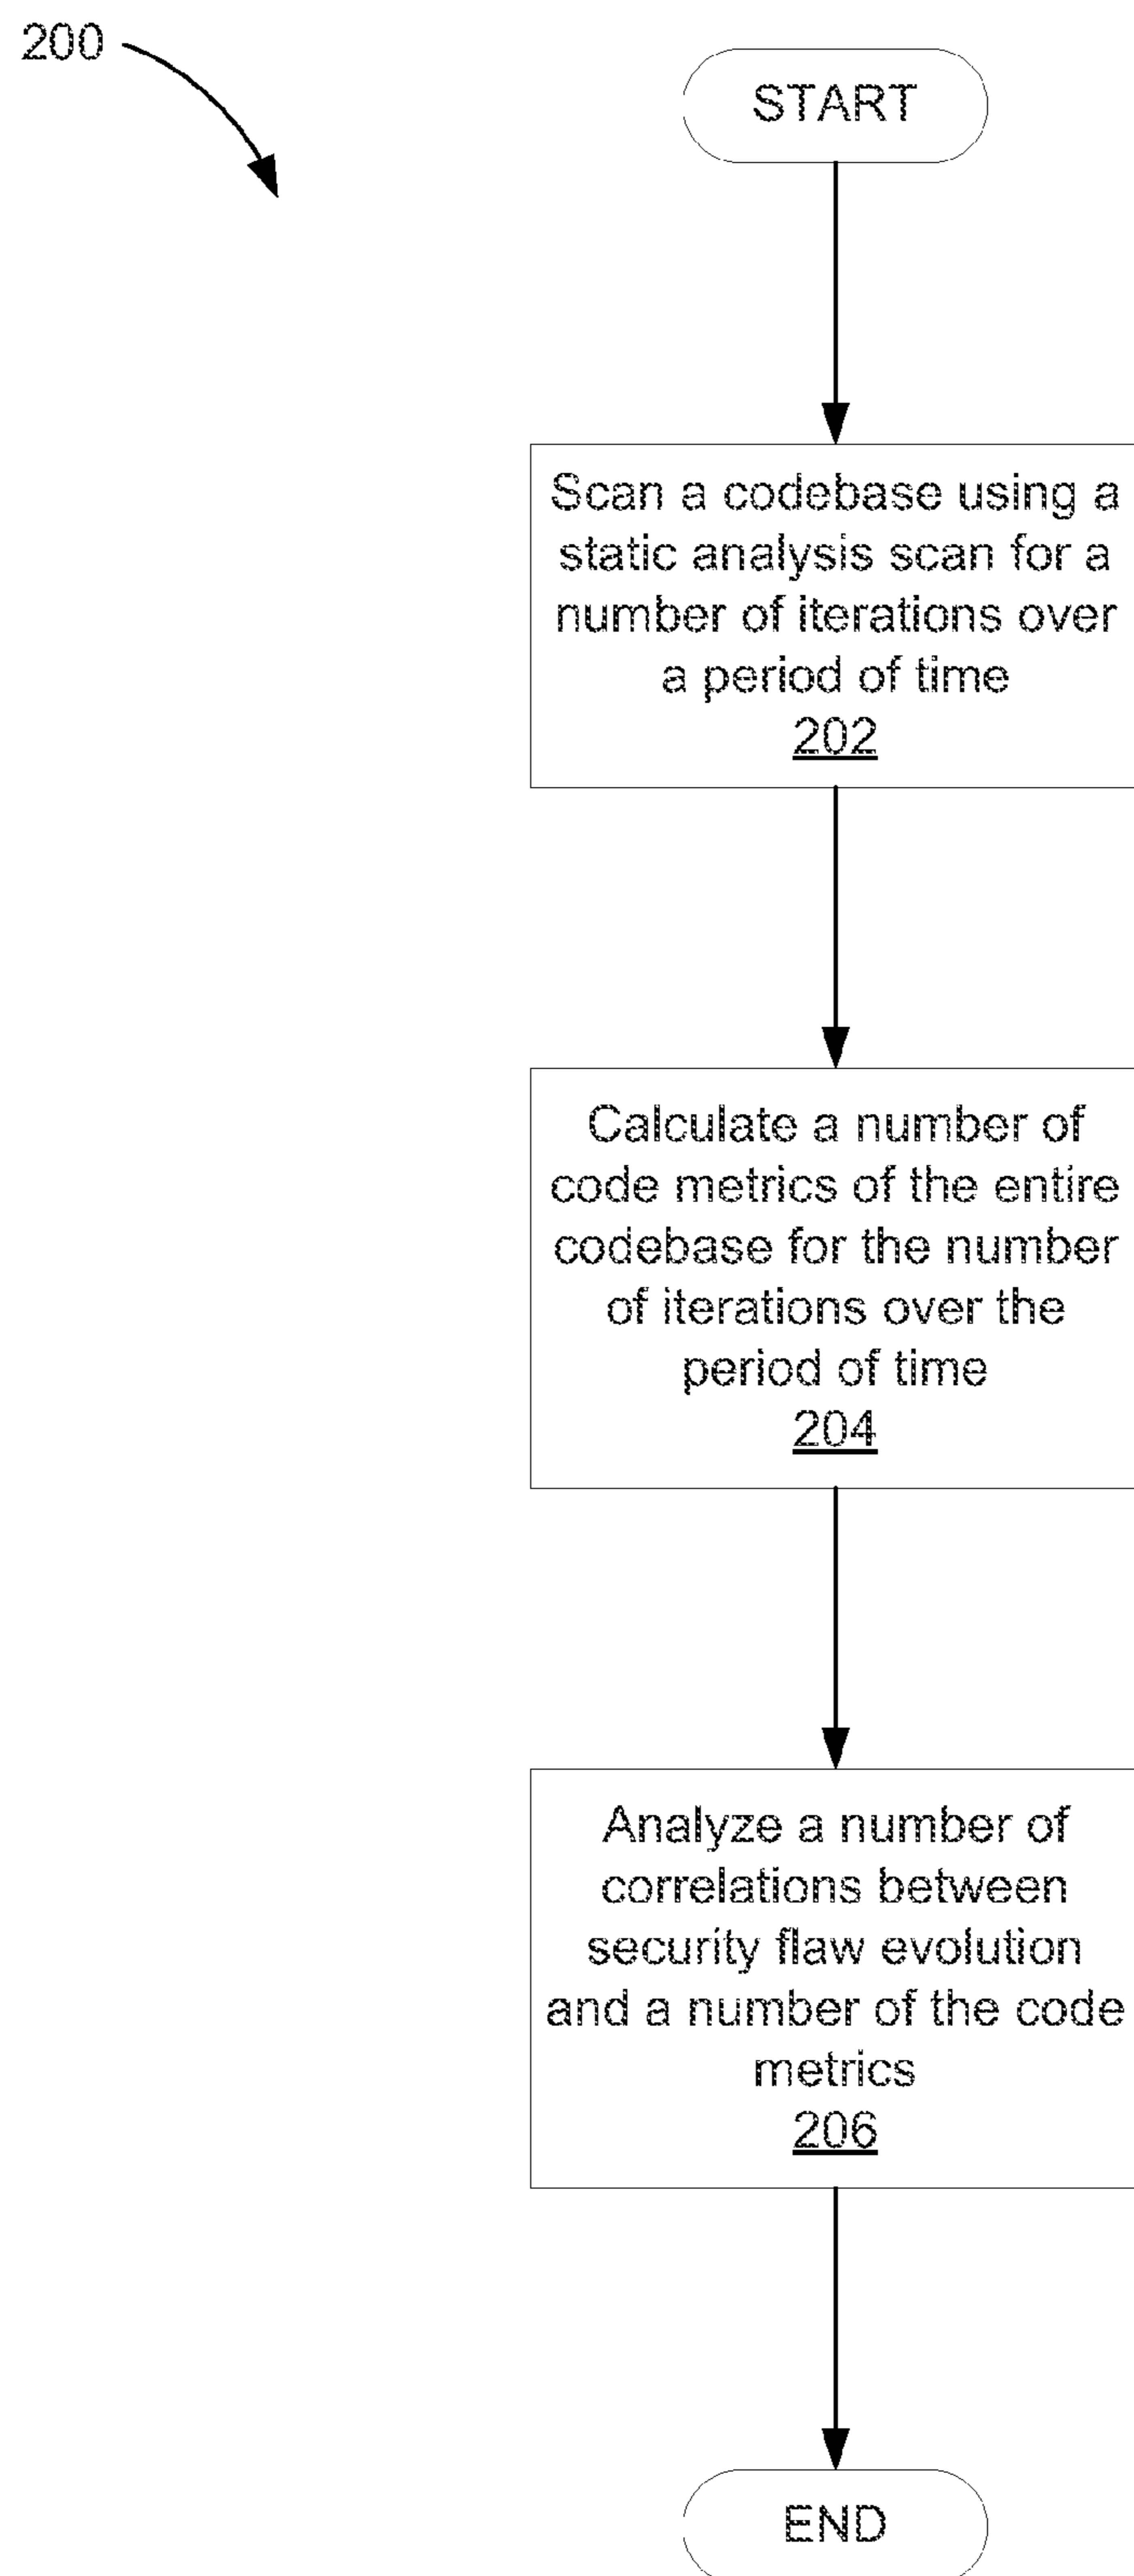 200
START
Scan a codebase using a
static analysis scan for a
number of iterations over
a period of time
202
Calculate a number of
code metrics of the entire
codebase for the number
of iterations over the
period of time
204
Analyze a number of
correlations between
security flaw evolution
and a number of the code
metrics
206
END